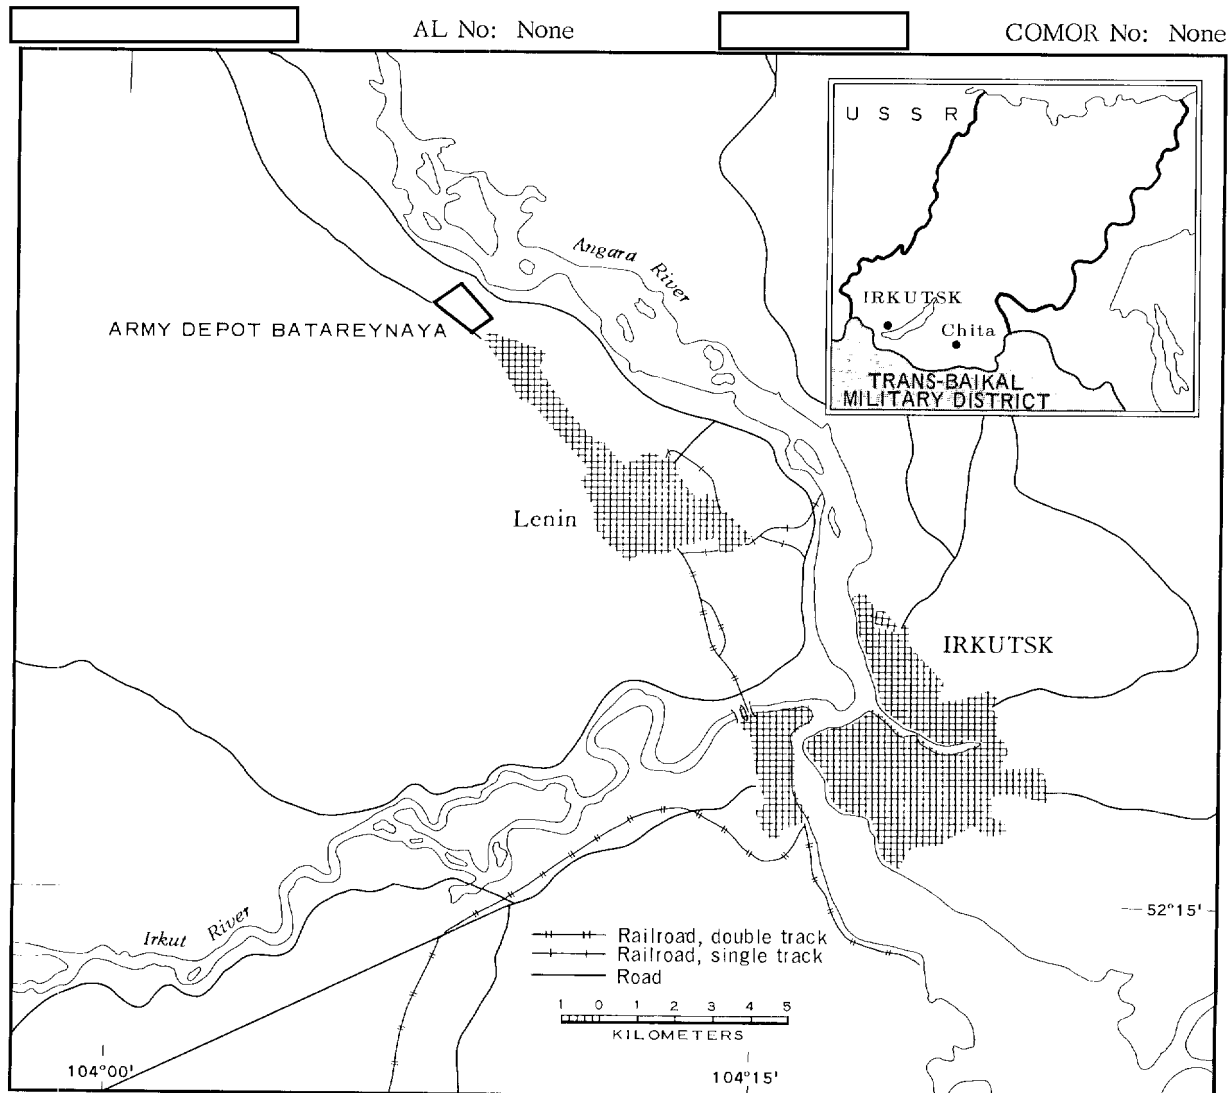 AL No: None
COMOR No: None
U S S R
IRKUTSK
Chita
TRANS-BAIKAL
MILITARY DISTRICT
Angara River
ARMY DEPOT BATAREYNAYA
Lenin
IRKUTSK
Irkut River
52°15'
Railroad, double track
Railroad, single track
Road
1 0 1 2 3 4 5
KILOMETERS
104°00'
104°15'